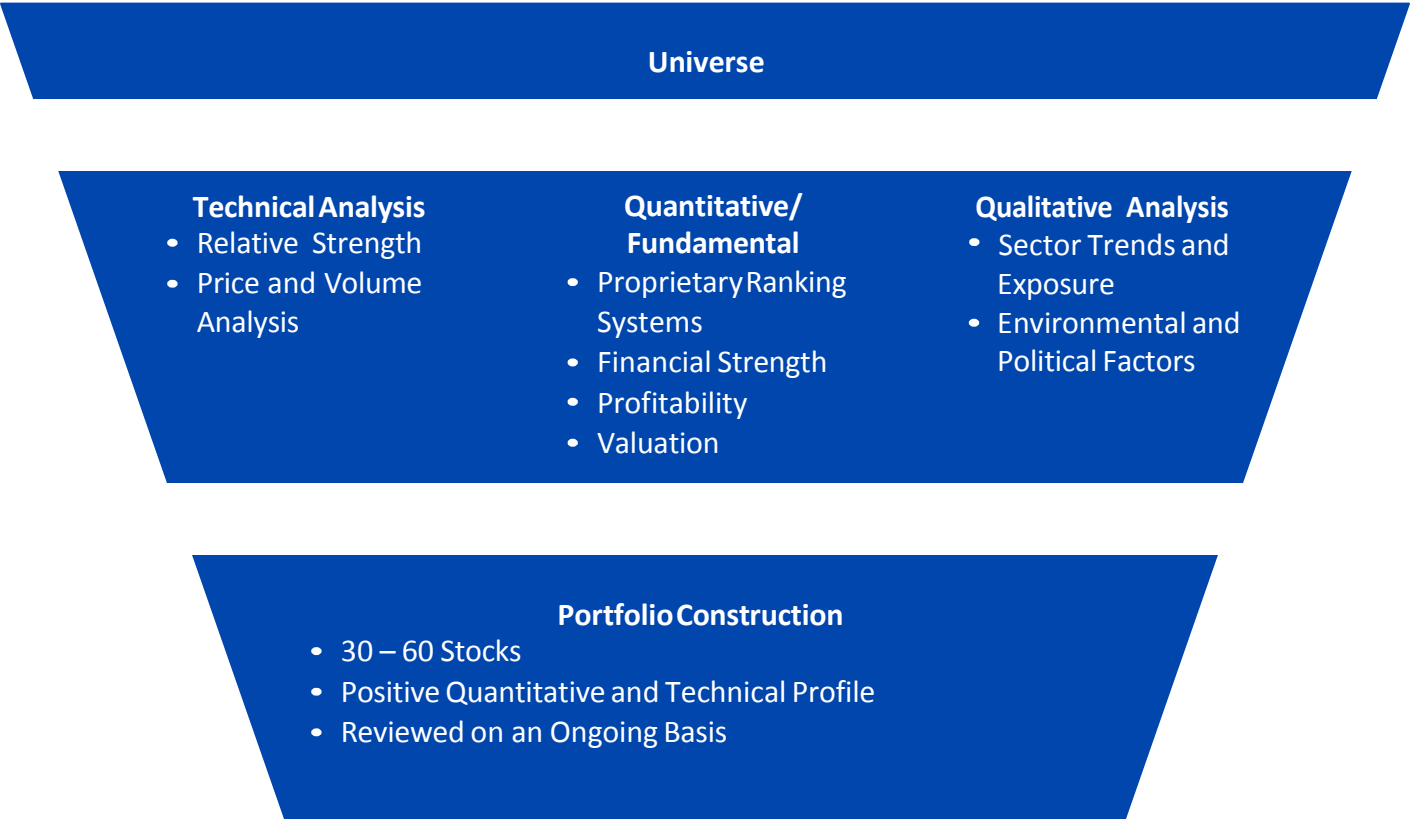 Universe
Technical Analysis
• Relative Strength
• Price and Volume
Analysis
Quantitative/
Fundamental
• Proprietary Ranking
Systems
• Financial Strength
• Profitability
• Valuation
Qualitative Analysis
• Sector Trends and
Exposure
• Environmental and
Political Factors
Portfolio Construction
• 30 – 60 Stocks
• Positive Quantitative and Technical Profile
• Reviewed on an Ongoing Basis